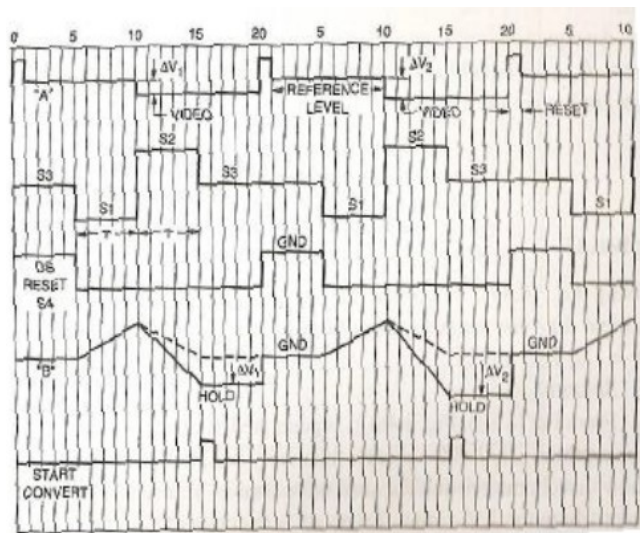 0 5 10 15 20 5 10 15 20 5 10
"A"
ΔV1
VIDEO
REFERENCE
LEVEL
ΔV2
VIDEO
RESET
S3
S1
S2
S3
S1
S2
S3
S1
T
T
DS
RESET
S4
GND
"B"
HOLD
ΔV1
GND
HOLD
ΔV2
GND
START
CONVERT